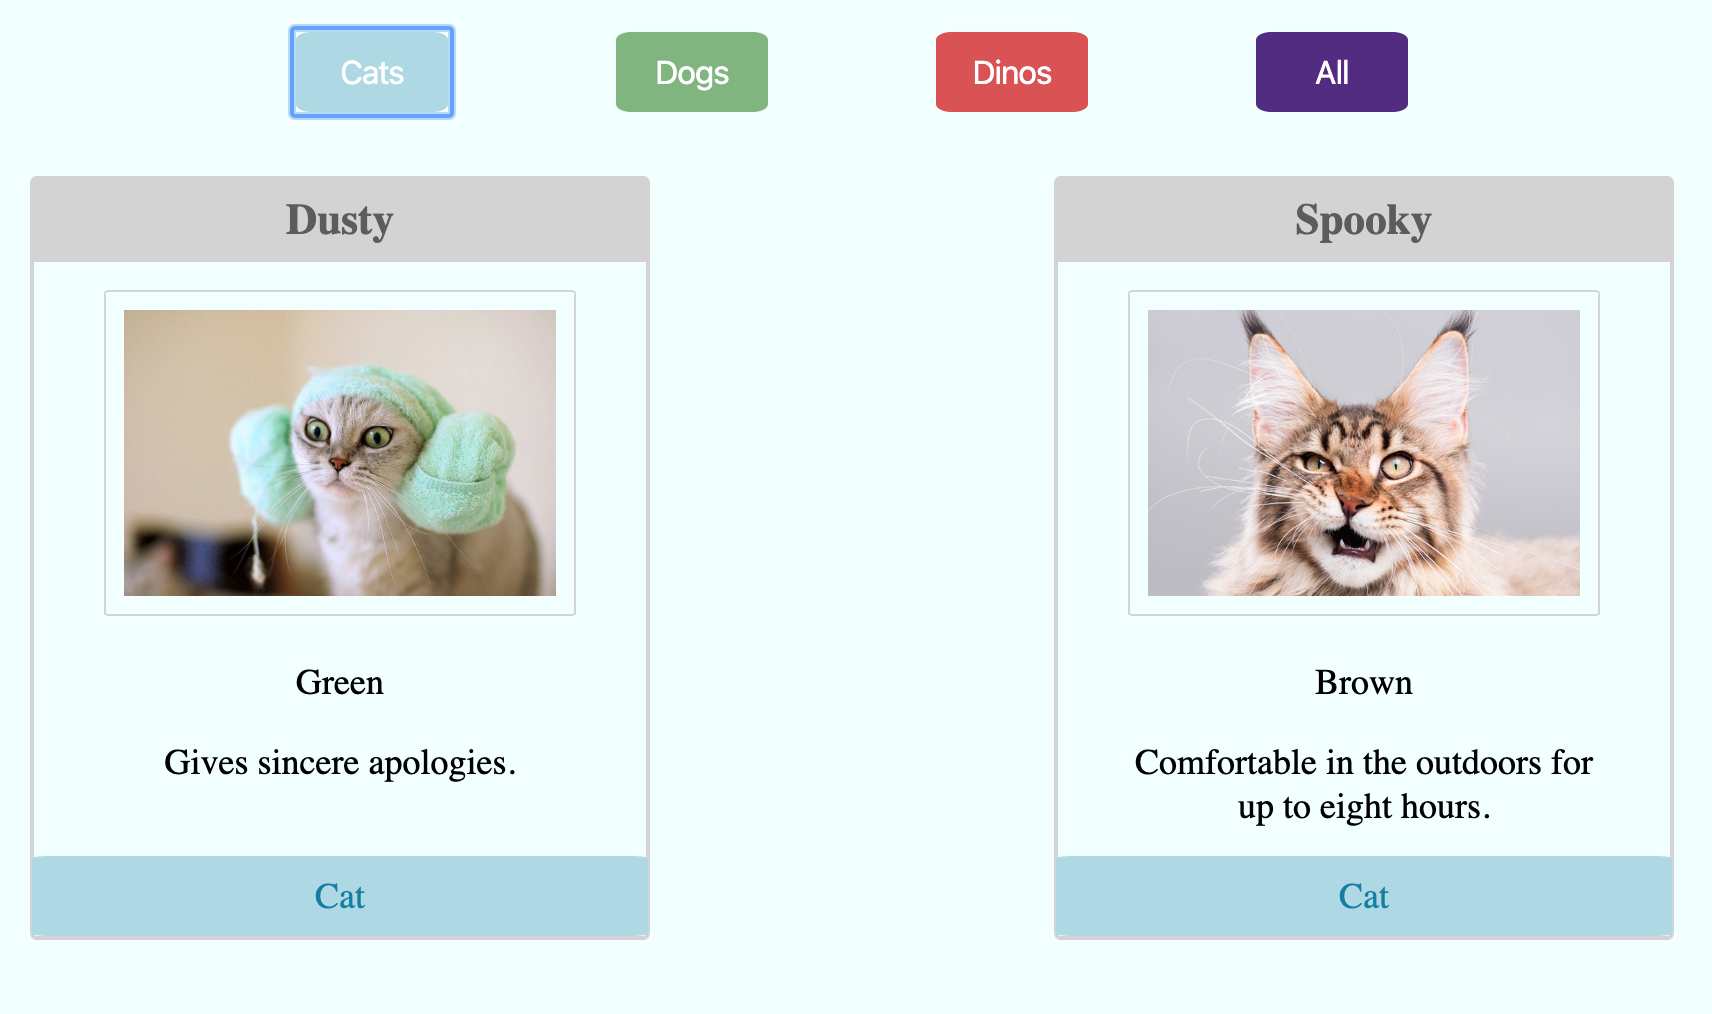 Cats
Dogs
Dinos
All
Dusty
Green
Gives sincere apologies.
Cat
Spooky
Brown
Comfortable in the outdoors for
up to eight hours.
Cat